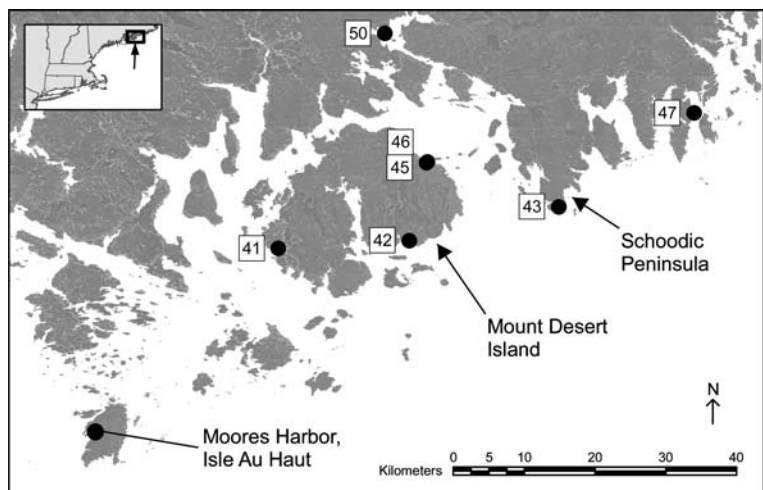 50
47
46
45
43
41
42
Schoodic
Peninsula
Mount Desert
Island
N
Moores Harbor,
Isle Au Haut
0 5 10 20 30 40
Kilometers